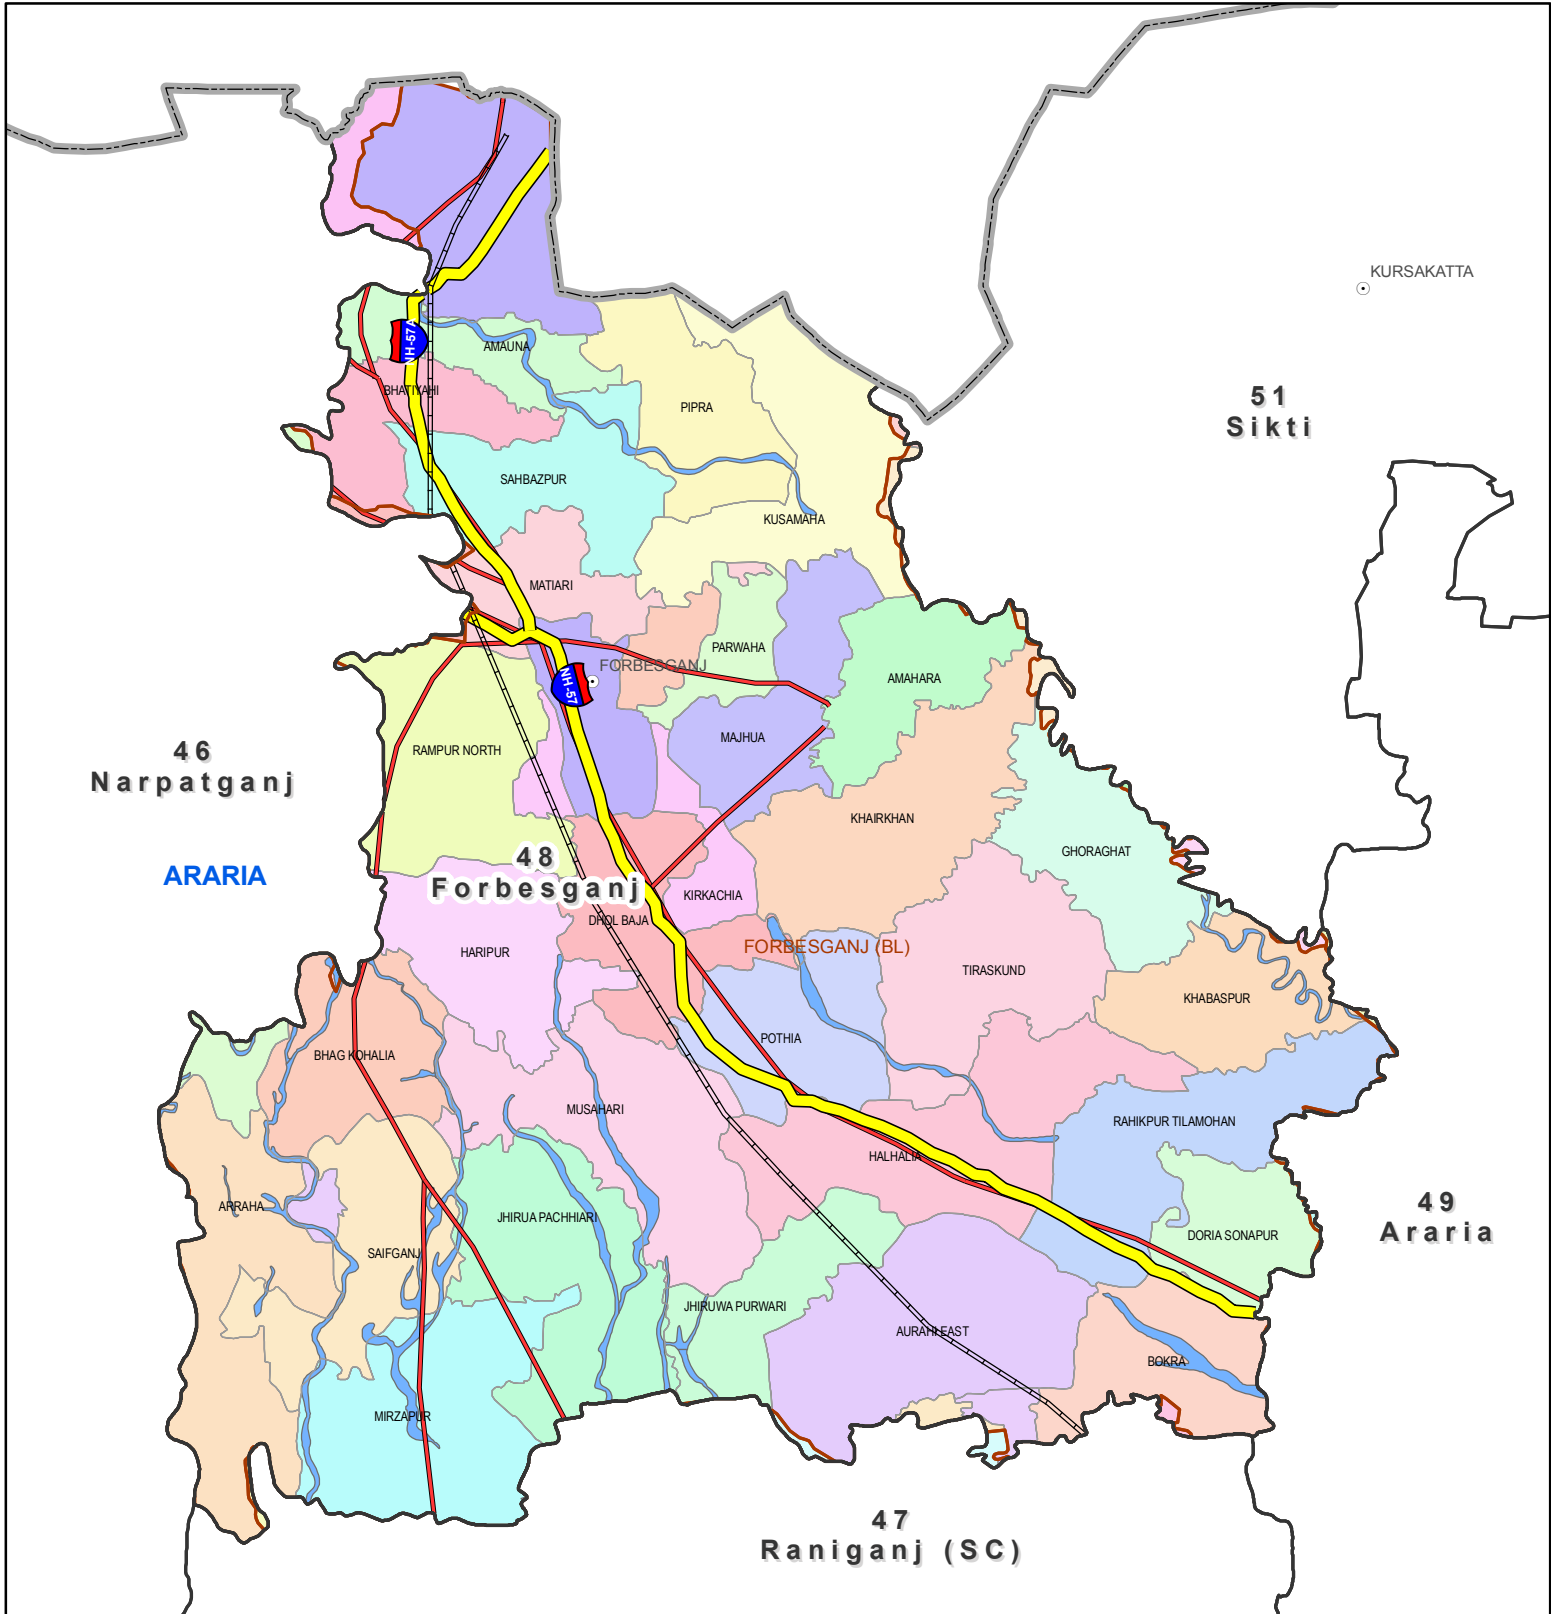 KURSAKATTA
NH-57A
AMAUNA
BHATIYAHI
PIPRA
51
Sikti
SAHBAZPUR
KUSAMAHA
MATIARI
PARWAHA
FORBESGANJ
NH-57
AMAHARA
MAJHUA
RAMPUR NORTH
46
Narpatganj
KHAIRKHAN
GHORAGHAT
48
Forbesganj
ARARIA
KIRKACHIA
DHOL BAJA
FORBESGANJ (BL)
HARIPUR
TIRASKUND
KHABASPUR
POTHIA
BHAG KOHALIA
MUSAHARI
RAHIKPUR TILAMOHAN
HALHALIA
ARRAHA
JHIRUA PACHHIARI
49
Araria
DORIA SONAPUR
SAIFGANJ
JHIRUWA PURWARI
AURAHI EAST
BOKRA
MIRZAPUR
47
Raniganj (SC)